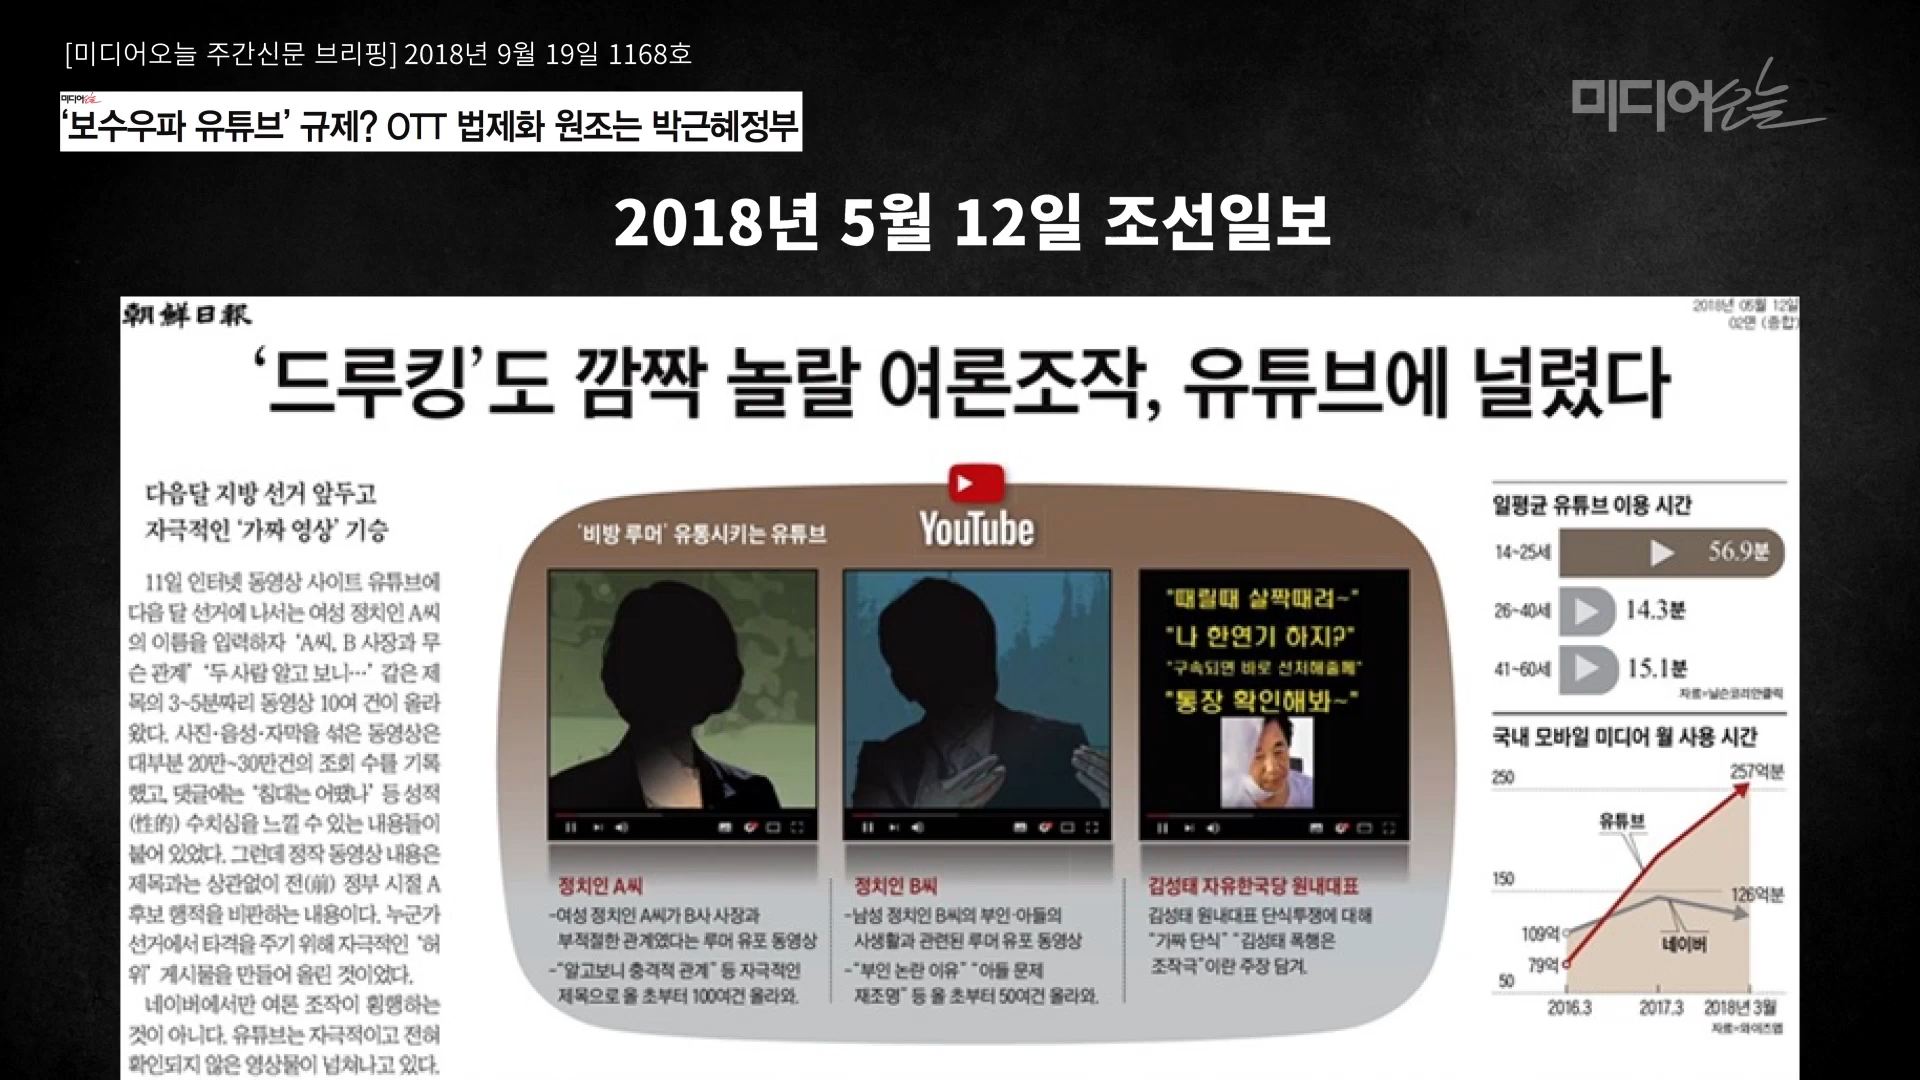 [미디어오늘 주간신문 브리핑] 2018년 9월 19일 1168호
미디어오늘
미디어오늘
‘보수우파 유튜브’ 규제? OTT 법제화 원조는 박근혜정부
2018년 5월 12일 조선일보
朝鮮日報
2018년 05월 12일
02면 (종합)
‘드루킹’도 깜짝 놀랄 여론조작, 유튜브에 널렸다
다음달 지방 선거 앞두고
자극적인 ‘가짜 영상’ 기승
11일 인터넷 동영상 사이트 유튜브에
다음 달 선거에 나서는 여성 정치인 A씨
의 이름을 입력하자 ‘A씨, B 사장과 무
슨 관계’ ‘두 사람 알고 보니…’ 같은 제
목의 3~5분짜리 동영상 10여 건이 올라
왔다. 사진·음성·자막을 섞은 동영상은
대부분 20만~30만건의 조회 수를 기록
했고, 댓글에는 ‘침대는 어땠나’ 등 성적
(性的) 수치심을 느낄 수 있는 내용들이
붙어 있었다. 그런데 정작 동영상 내용은
제목과는 상관없이 전(前) 정부 시절 A
후보 행적을 비판하는 내용이다. 누군가
선거에서 타격을 주기 위해 자극적인 ‘허
위’ 게시물을 만들어 올린 것이었다.
네이버에서만 여론 조작이 횡행하는
것이 아니다. 유튜브는 자극적이고 전혀
확인되지 않은 영상물이 넘쳐나고 있다.
‘비방 루머’ 유통시키는 유튜브
YouTube
"때릴때 살짝때려~"
"나 한연기 하지?"
"구속되면 바로 선처해줄께"
"통장 확인해봐~"
정치인 A씨
-여성 정치인 A씨가 B사 사장과
부적절한 관계였다는 루머 유포 동영상
-“알고보니 충격적 관계” 등 자극적인
제목으로 올 초부터 100여건 올라와.
정치인 B씨
-남성 정치인 B씨의 부인·아들의
사생활과 관련된 루머 유포 동영상
-“부인 논란 이유” “아들 문제
재조명” 등 올 초부터 50여건 올라와.
김성태 자유한국당 원내대표
김성태 원내대표 단식투쟁에 대해
“가짜 단식” “김성태 폭행은
조작극”이란 주장 담겨.
일평균 유튜브 이용 시간
14~25세 56.9분
26~40세 14.3분
41~60세 15.1분
자료=닐슨코리안클릭
국내 모바일 미디어 월 사용 시간
257억분
250
유튜브
150
126억분
109억
네이버
79억
50
2016.3 2017.3 2018년 3월
자료=와이즈앱